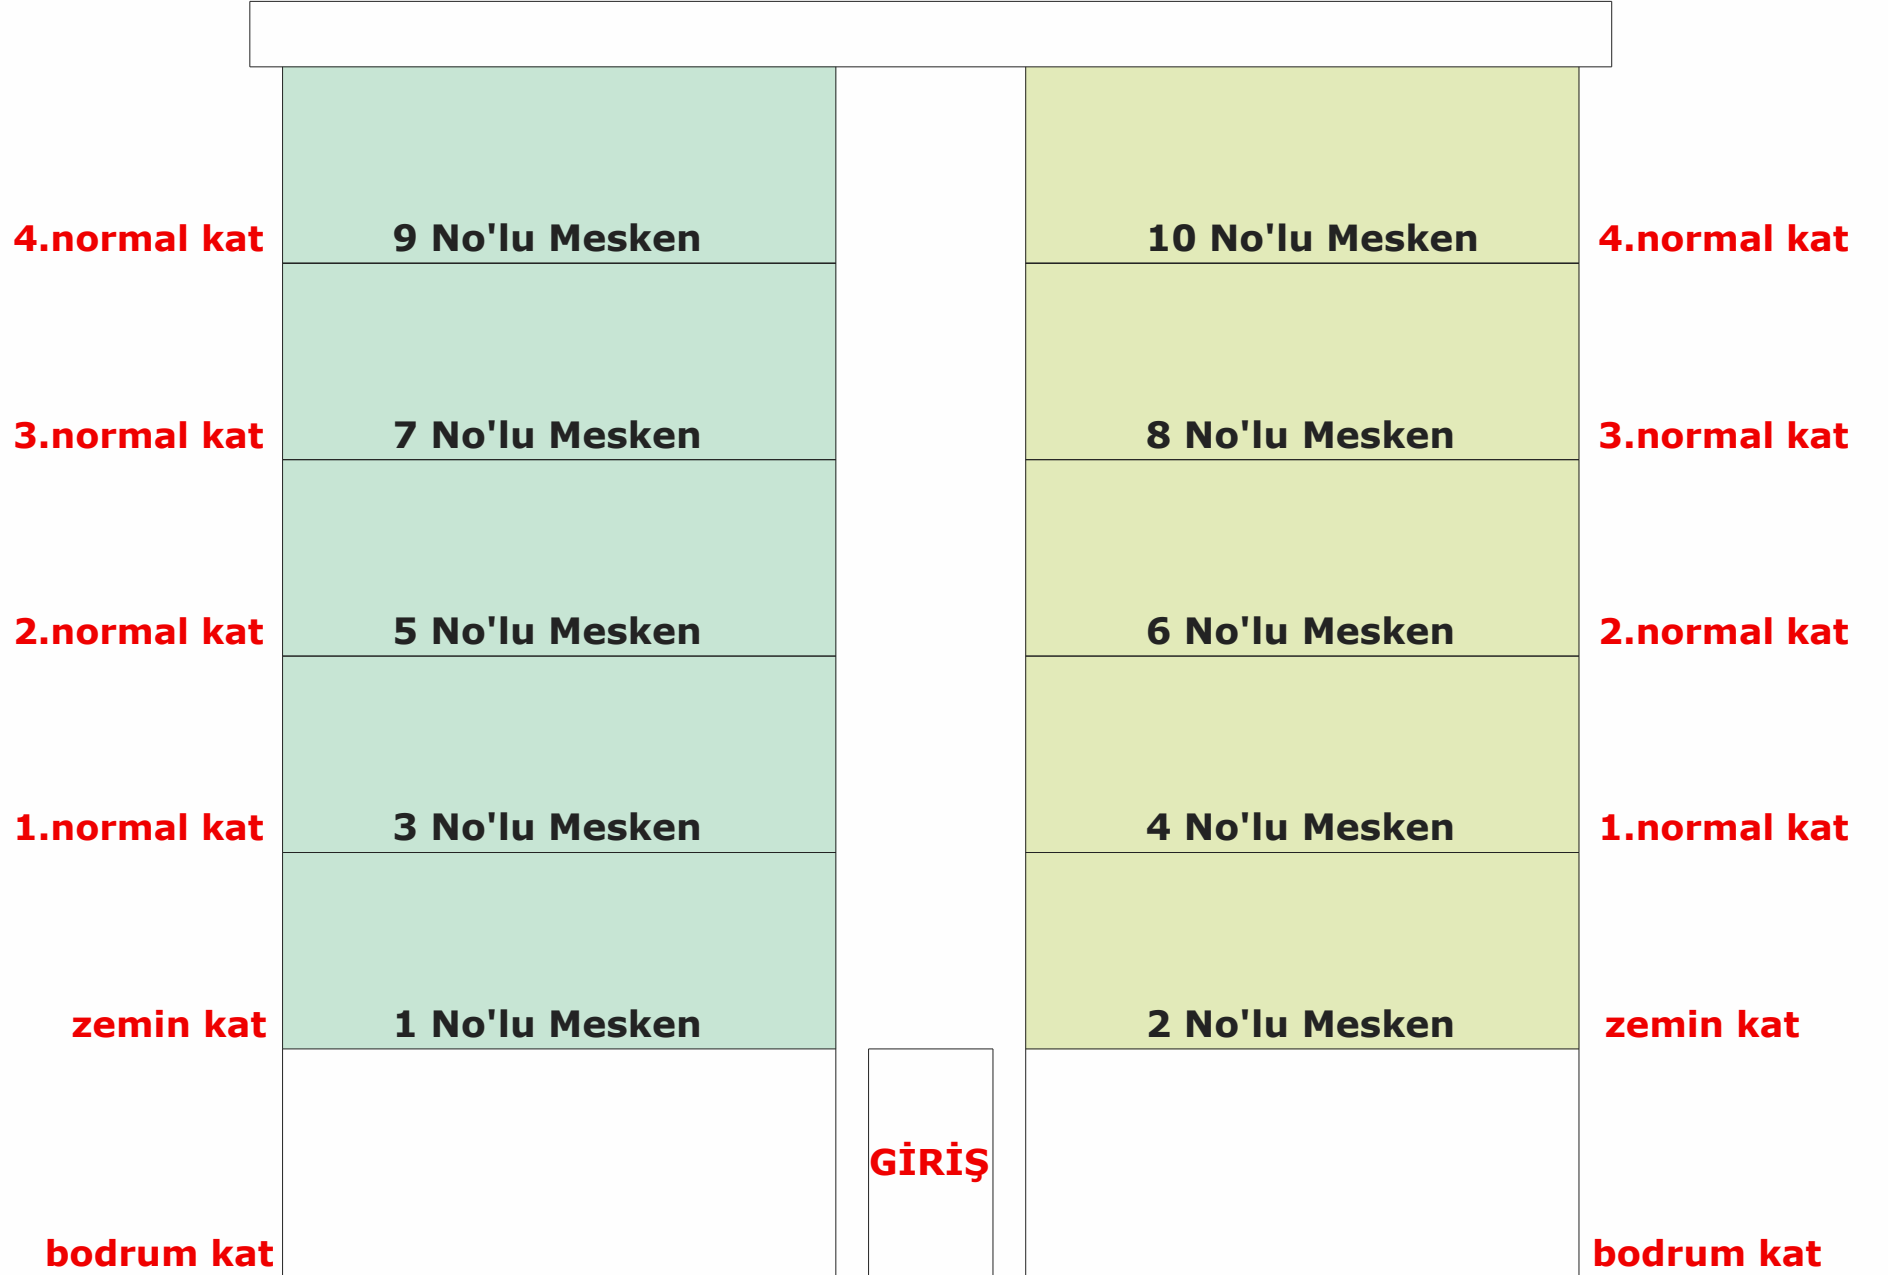 4.normal kat 9 No'lu Mesken 10 No'lu Mesken 4.normal kat
3.normal kat 7 No'lu Mesken 8 No'lu Mesken 3.normal kat
2.normal kat 5 No'lu Mesken 6 No'lu Mesken 2.normal kat
1.normal kat 3 No'lu Mesken 4 No'lu Mesken 1.normal kat
zemin kat 1 No'lu Mesken 2 No'lu Mesken zemin kat
GİRİŞ
bodrum kat bodrum kat